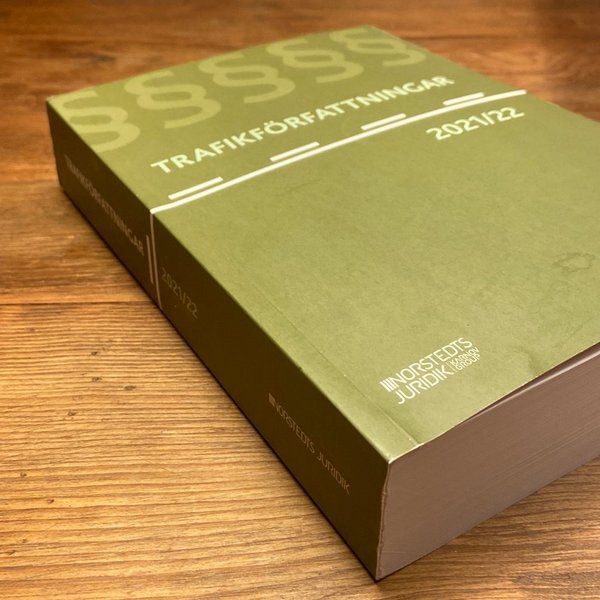 §§§§§
TRAFIKFÖRFATTNINGAR
2021/22
NORSTEDTS
JURIDIK
KARNOV
GROUP
TRAFIKFÖRFATTNINGAR
2021/22
NORSTEDTS JURIDIK